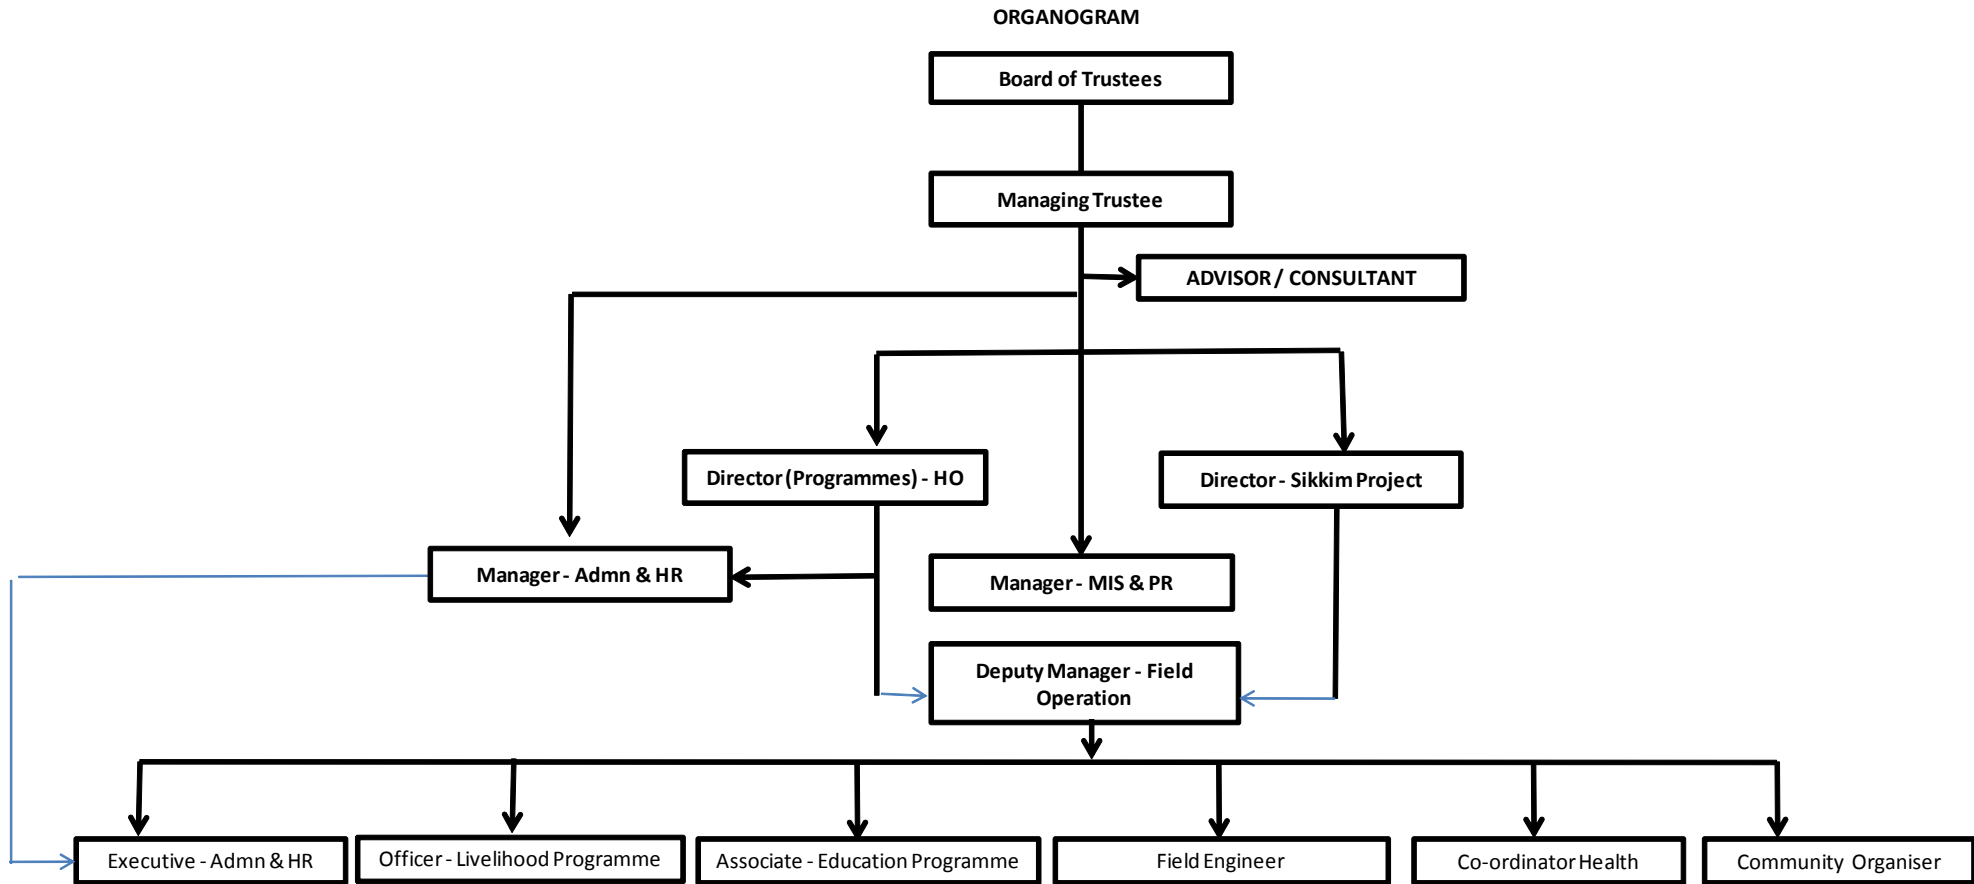 ORGANOGRAM
Board of Trustees
Managing Trustee
ADVISOR / CONSULTANT
Director (Programmes) - HO
Director - Sikkim Project
Manager - Admn & HR
Manager - MIS & PR
Deputy Manager - Field
Operation
Executive - Admn & HR
Officer - Livelihood Programme
Associate - Education Programme
Field Engineer
Co-ordinator Health
Community Organiser